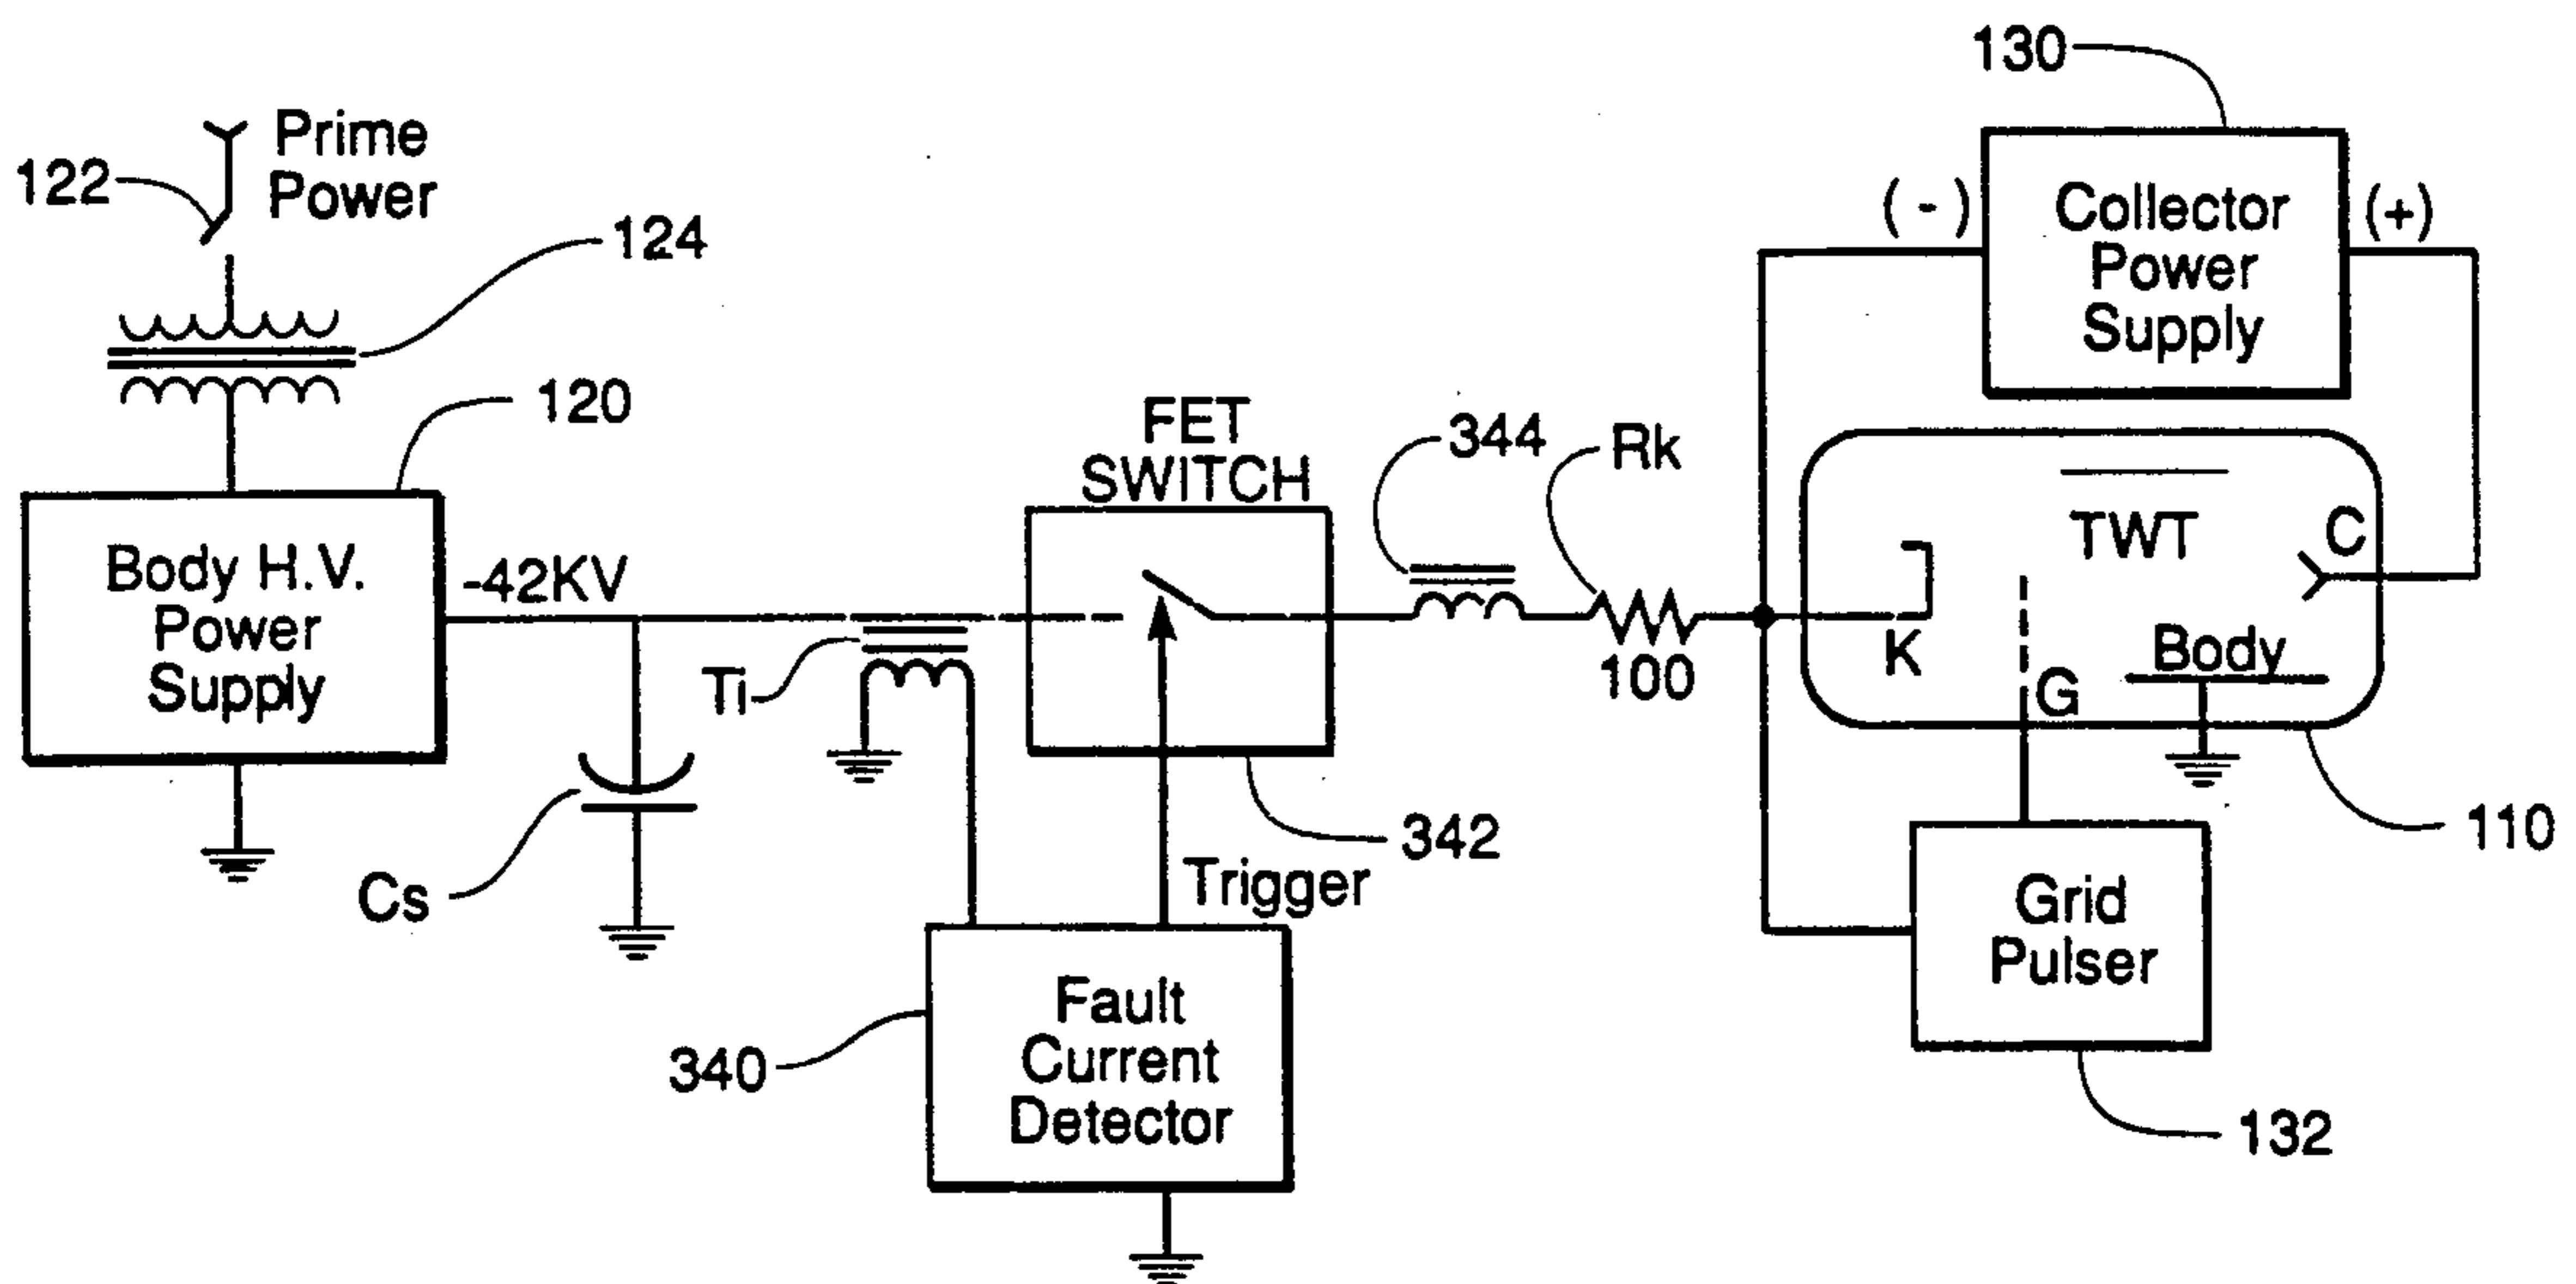 130
Prime
Power
122
124
(-)
Collector
Power
Supply
(+)
120
FET
SWITCH
344
Rk
Body H.V.
Power
Supply
-42KV
TWT
C
Ti
100
K
G
Body
Cs
342
110
Trigger
Grid
Pulser
Fault
Current
Detector
340
132